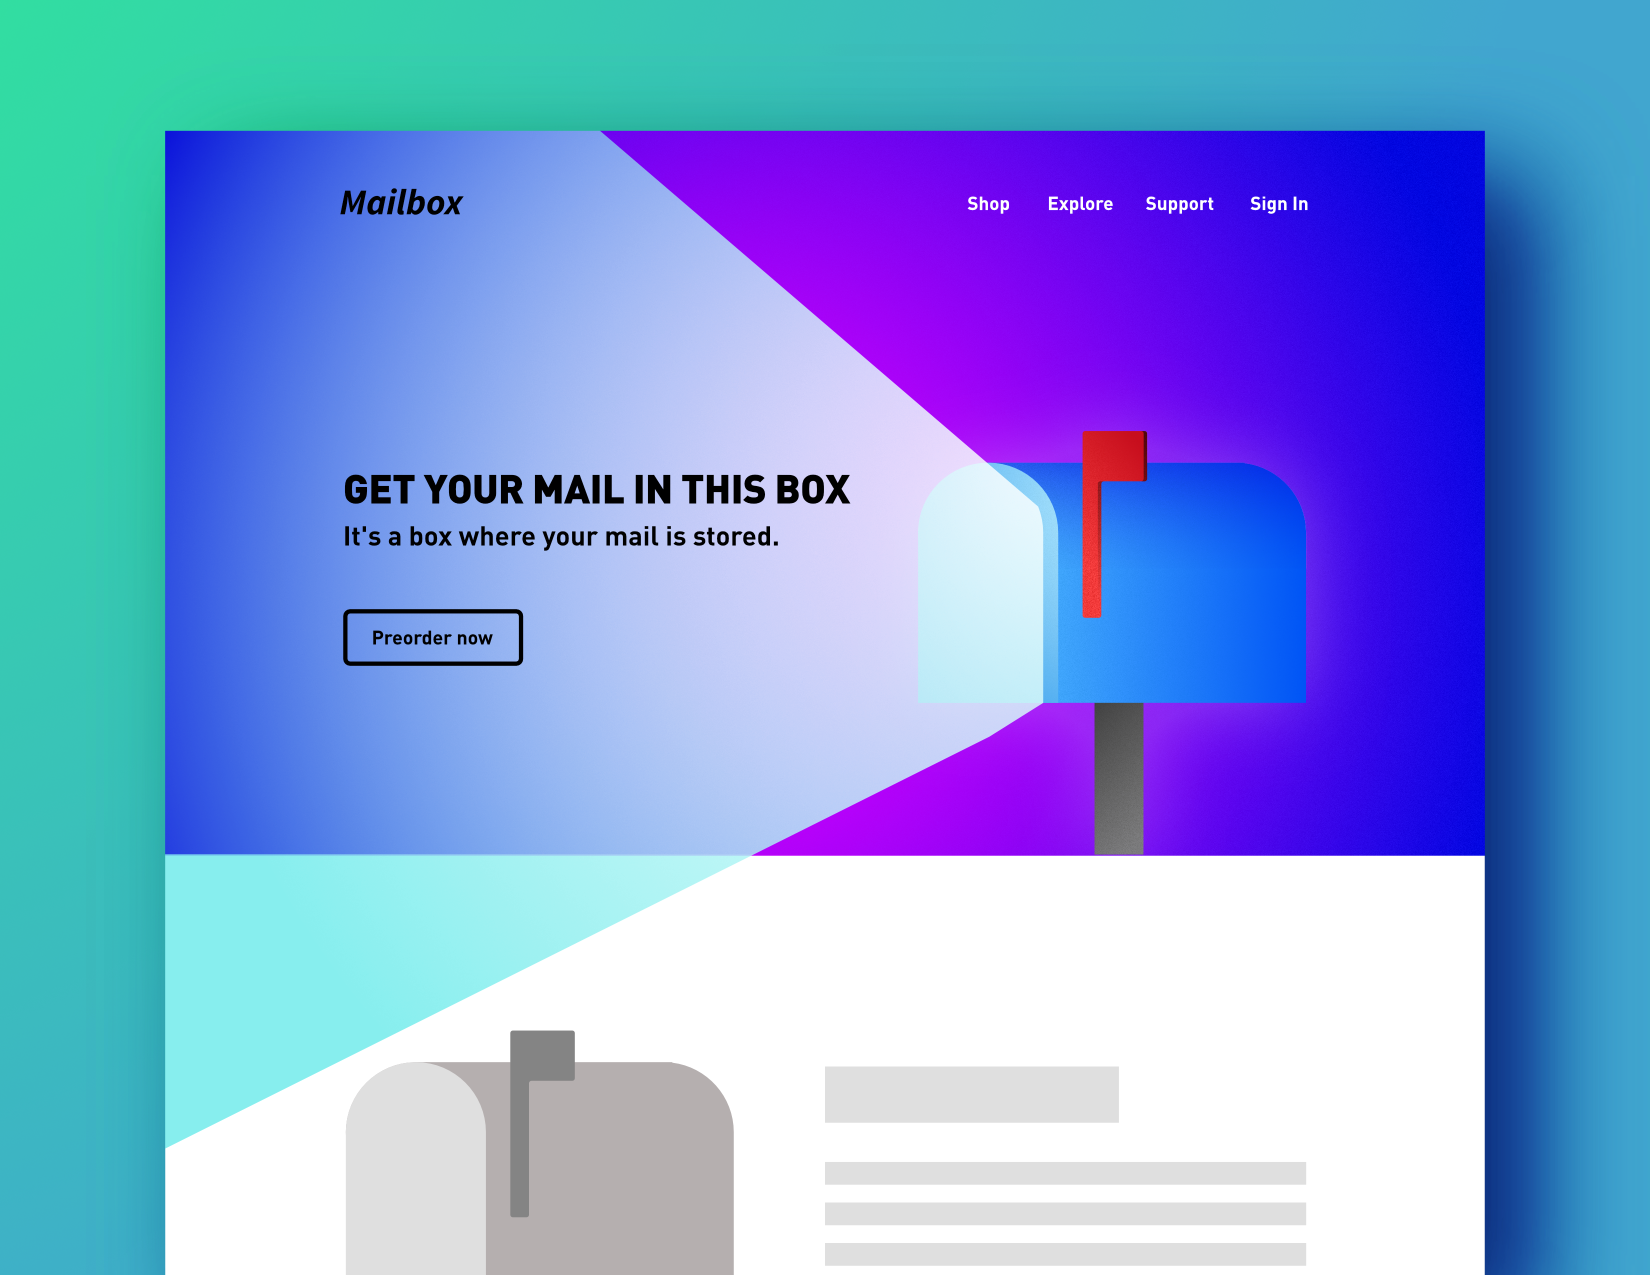 Mailbox
Shop Explore Support Sign In
GET YOUR MAIL IN THIS BOX
It's a box where your mail is stored.
Preorder now